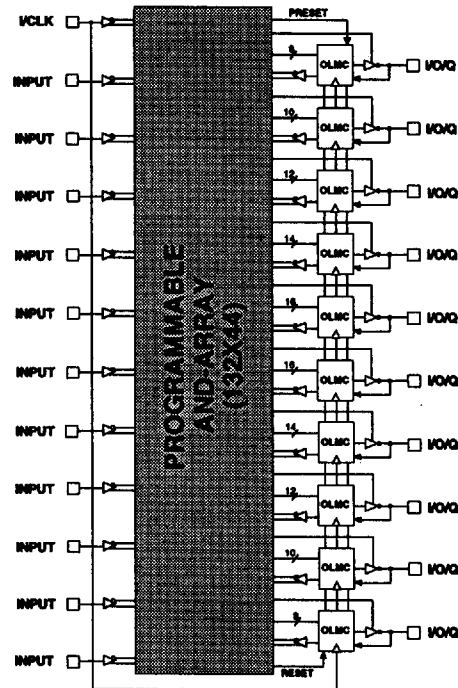 I/CLK
INPUT
INPUT
INPUT
INPUT
INPUT
INPUT
INPUT
INPUT
INPUT
INPUT
INPUT
PROGRAMMABLE
AND-ARRAY
(132X44)
PRESET
8 OLMC I/O/Q
10 OLMC I/O/Q
12 OLMC I/O/Q
14 OLMC I/O/Q
16 OLMC I/O/Q
16 OLMC I/O/Q
14 OLMC I/O/Q
12 OLMC I/O/Q
10 OLMC I/O/Q
8 OLMC I/O/Q
RESET